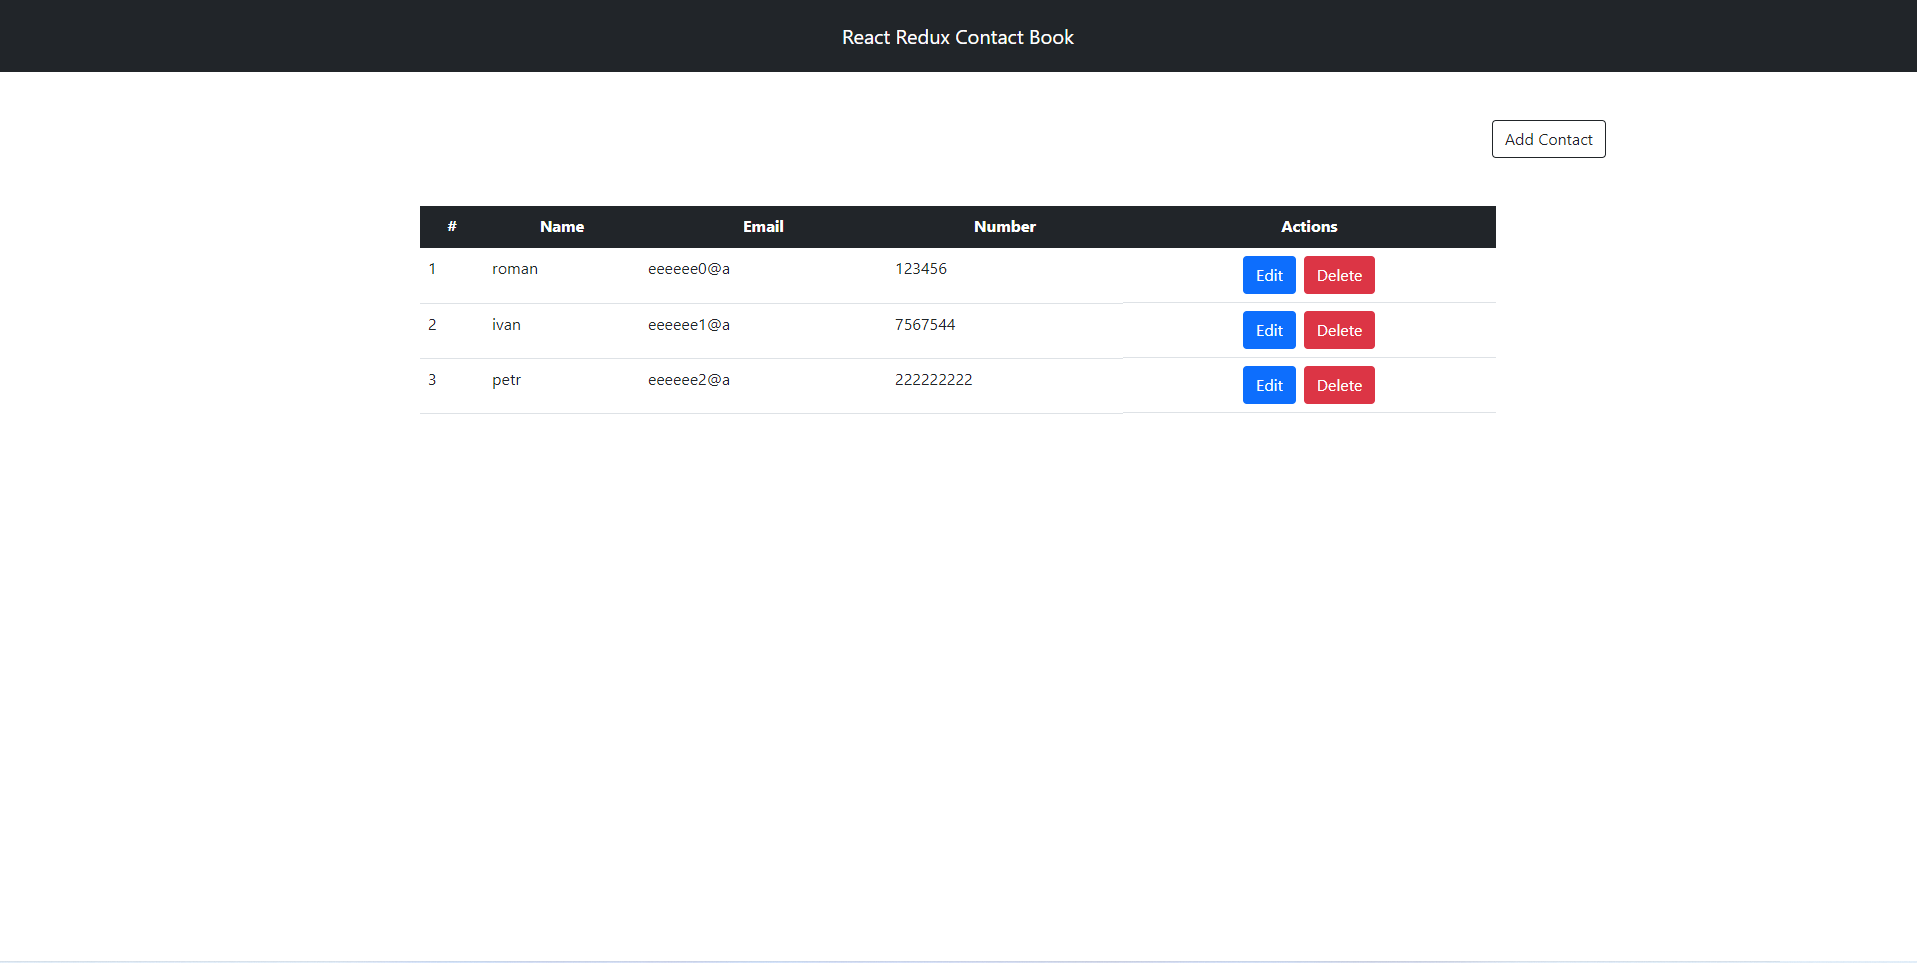 React Redux Contact Book
Add Contact
# Name Email Number Actions
1 roman eeeeee0@a 123456 Edit Delete
2 ivan eeeeee1@a 7567544 Edit Delete
3 petr eeeeee2@a 222222222 Edit Delete